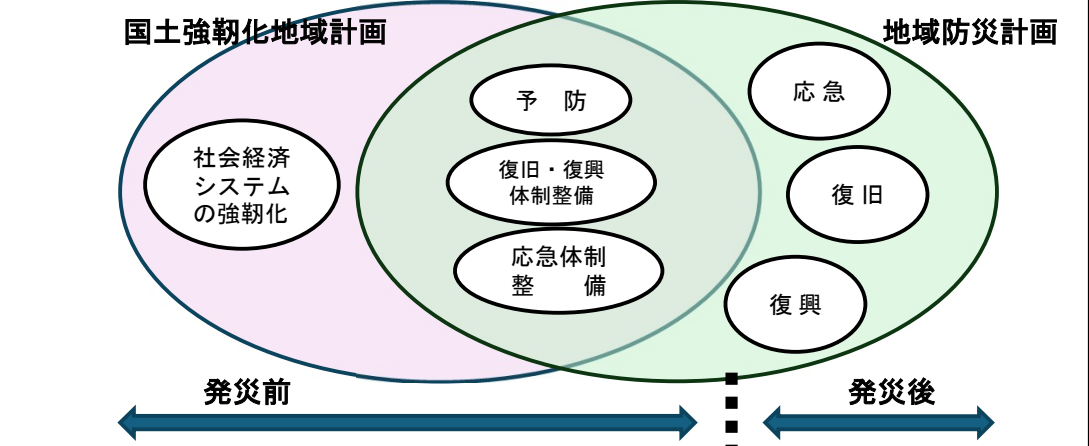 国土強靭化地域計画
地域防災計画
社会経済
システム
の強靭化
予 防
復旧・復興
体制整備
応急体制
整 備
応 急
復 旧
復 興
発災前
発災後